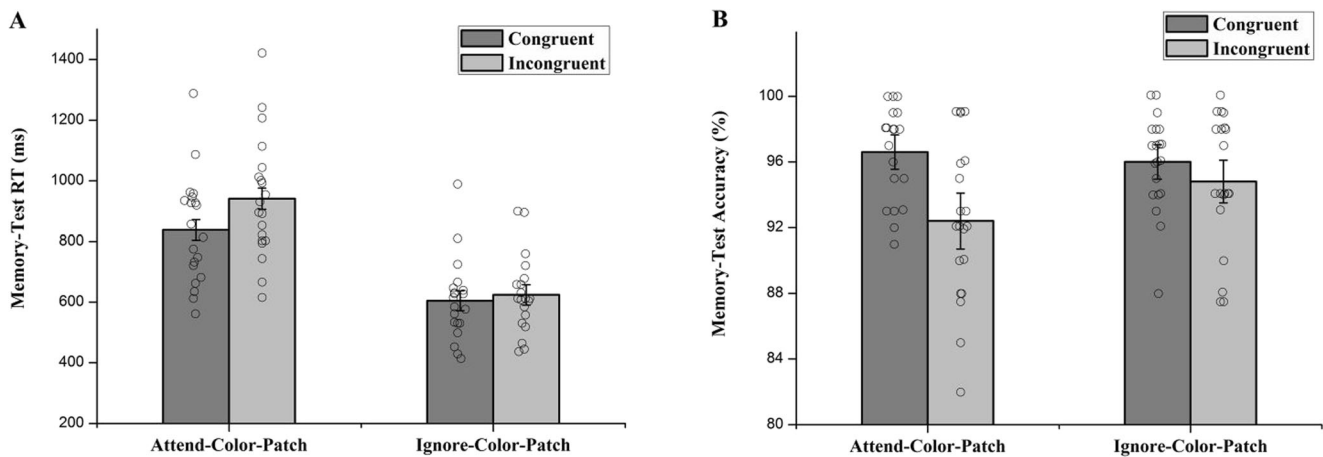 A
Congruent
Incongruent
Memory-Test RT (ms)
1400
1200
1000
800
600
400
200
Attend-Color-Patch
Ignore-Color-Patch
B
Congruent
Incongruent
Memory-Test Accuracy (%)
100
96
92
88
84
80
Attend-Color-Patch
Ignore-Color-Patch